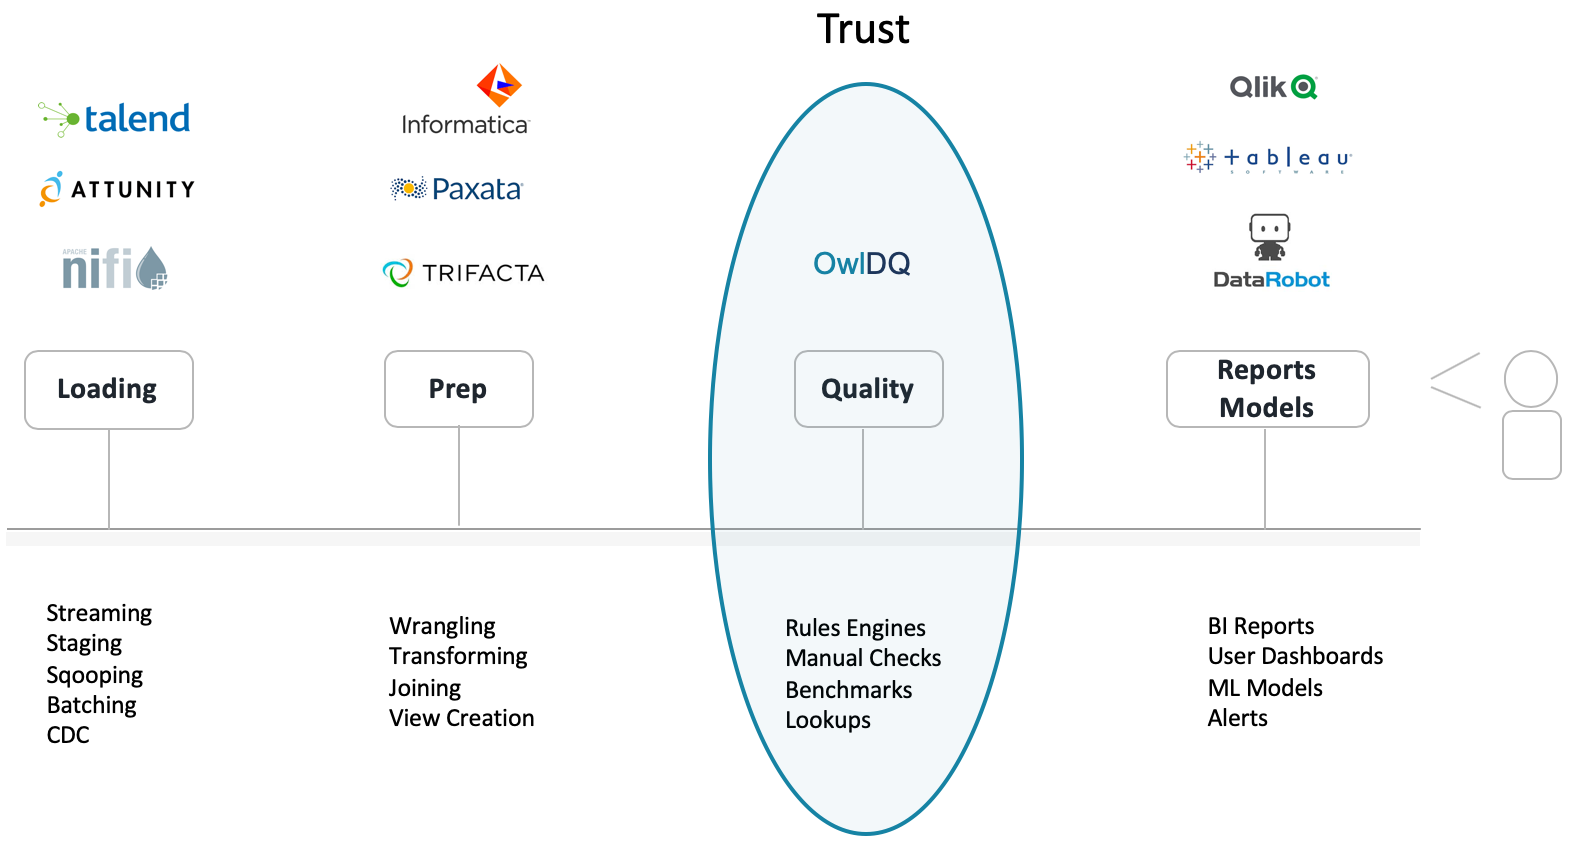 Trust
talend
ATTUNITY
APACHE
nifi
Informatica
Paxata
TRIFACTA
OwlDQ
Qlik
+ableau
SOFTWARE
DataRobot
Loading
Prep
Quality
Reports
Models
Streaming
Staging
Sqooping
Batching
CDC
Wrangling
Transforming
Joining
View Creation
Rules Engines
Manual Checks
Benchmarks
Lookups
BI Reports
User Dashboards
ML Models
Alerts